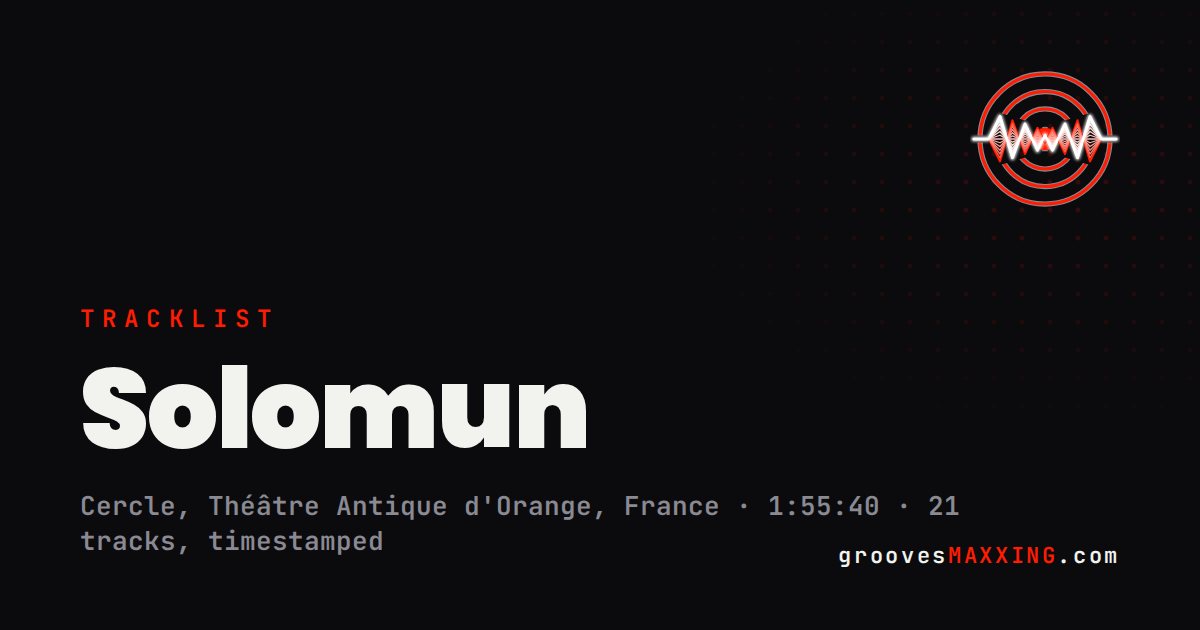 TRACKLIST
Solomun
Cercle, Théâtre Antique d'Orange, France · 1:55:40 · 21
tracks, timestamped
groovesMAXXING.com